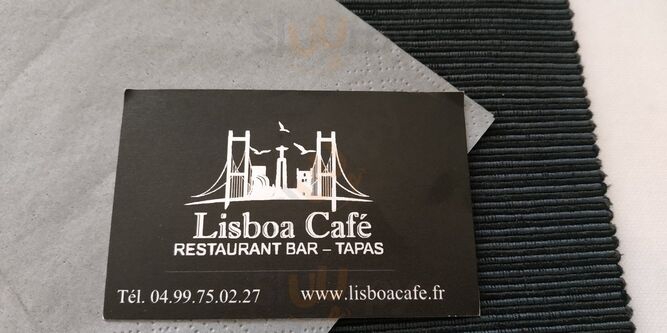 Lisboa Café
RESTAURANT BAR – TAPAS
Tél. 04.99.75.02.27 www.lisboacafe.fr